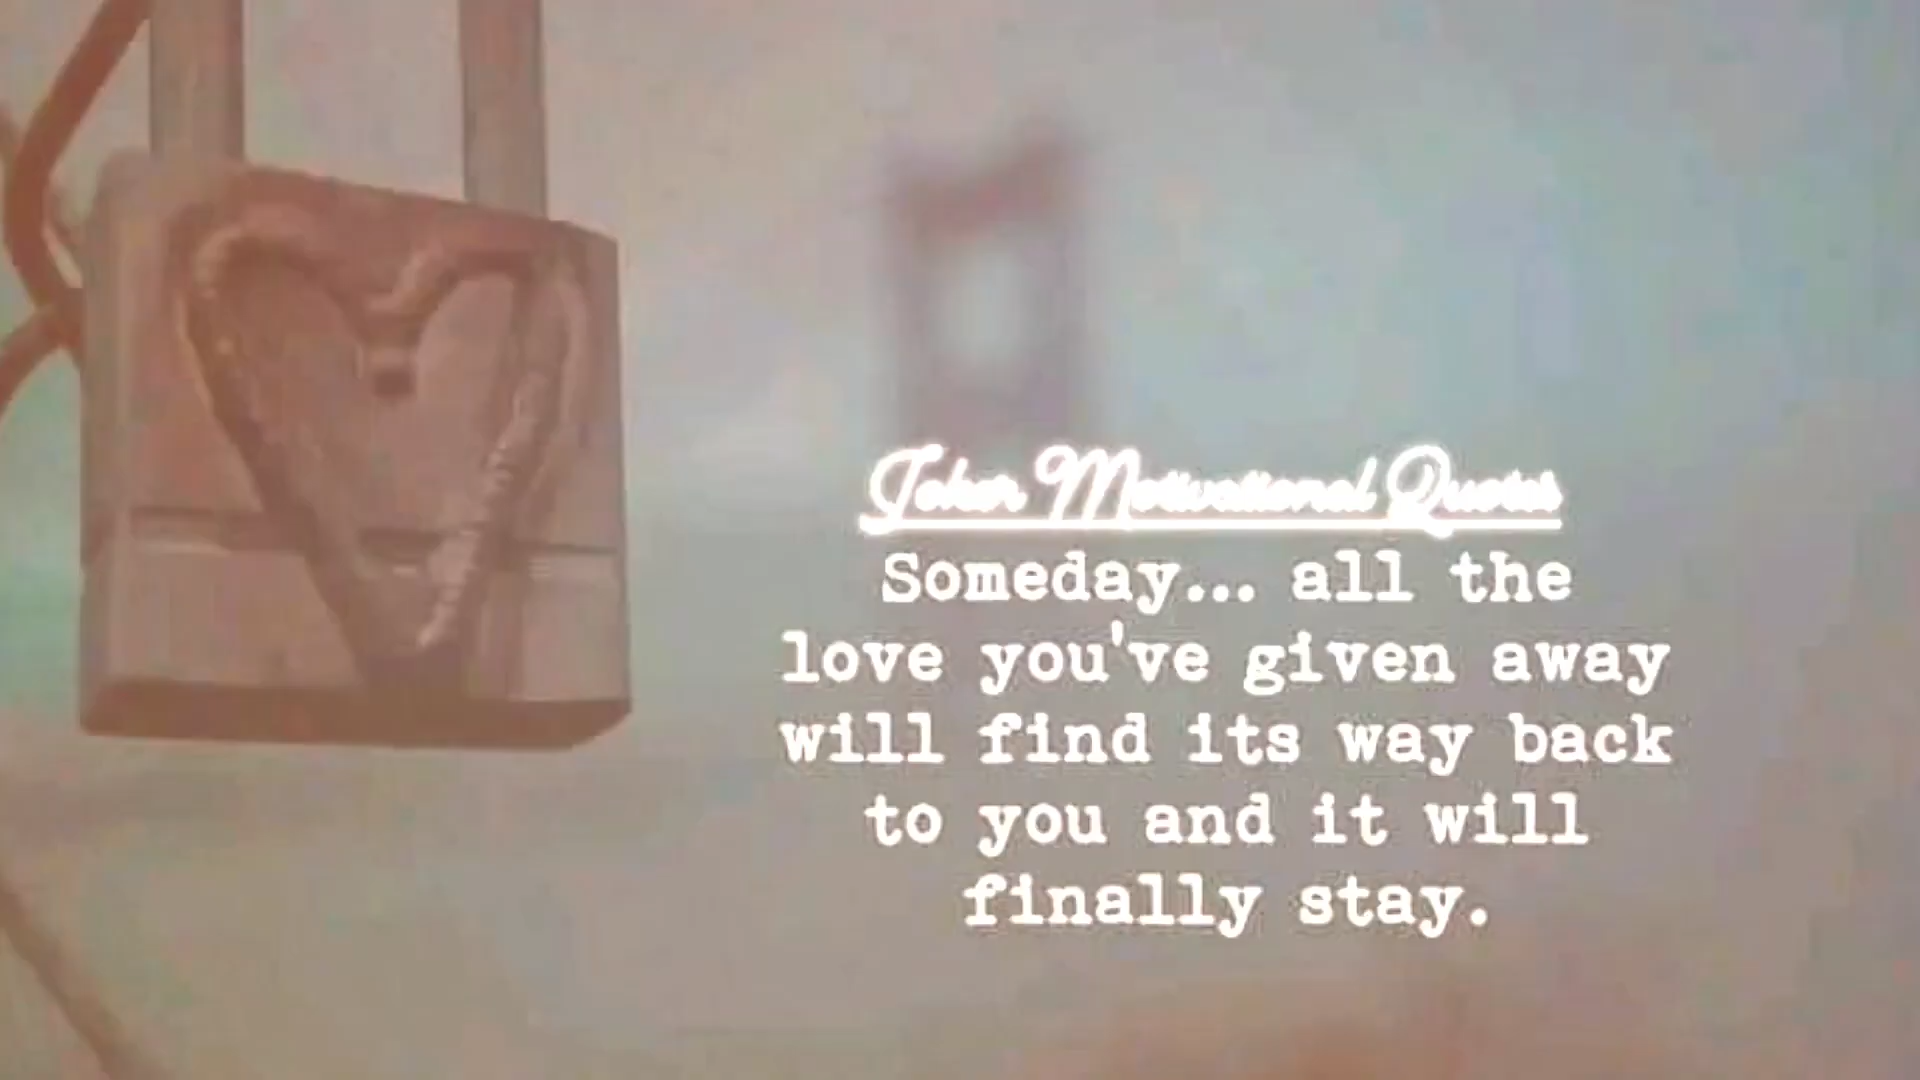 Joker Motivational Quotes
Someday... all the
love you've given away
will find its way back
to you and it will
finally stay.